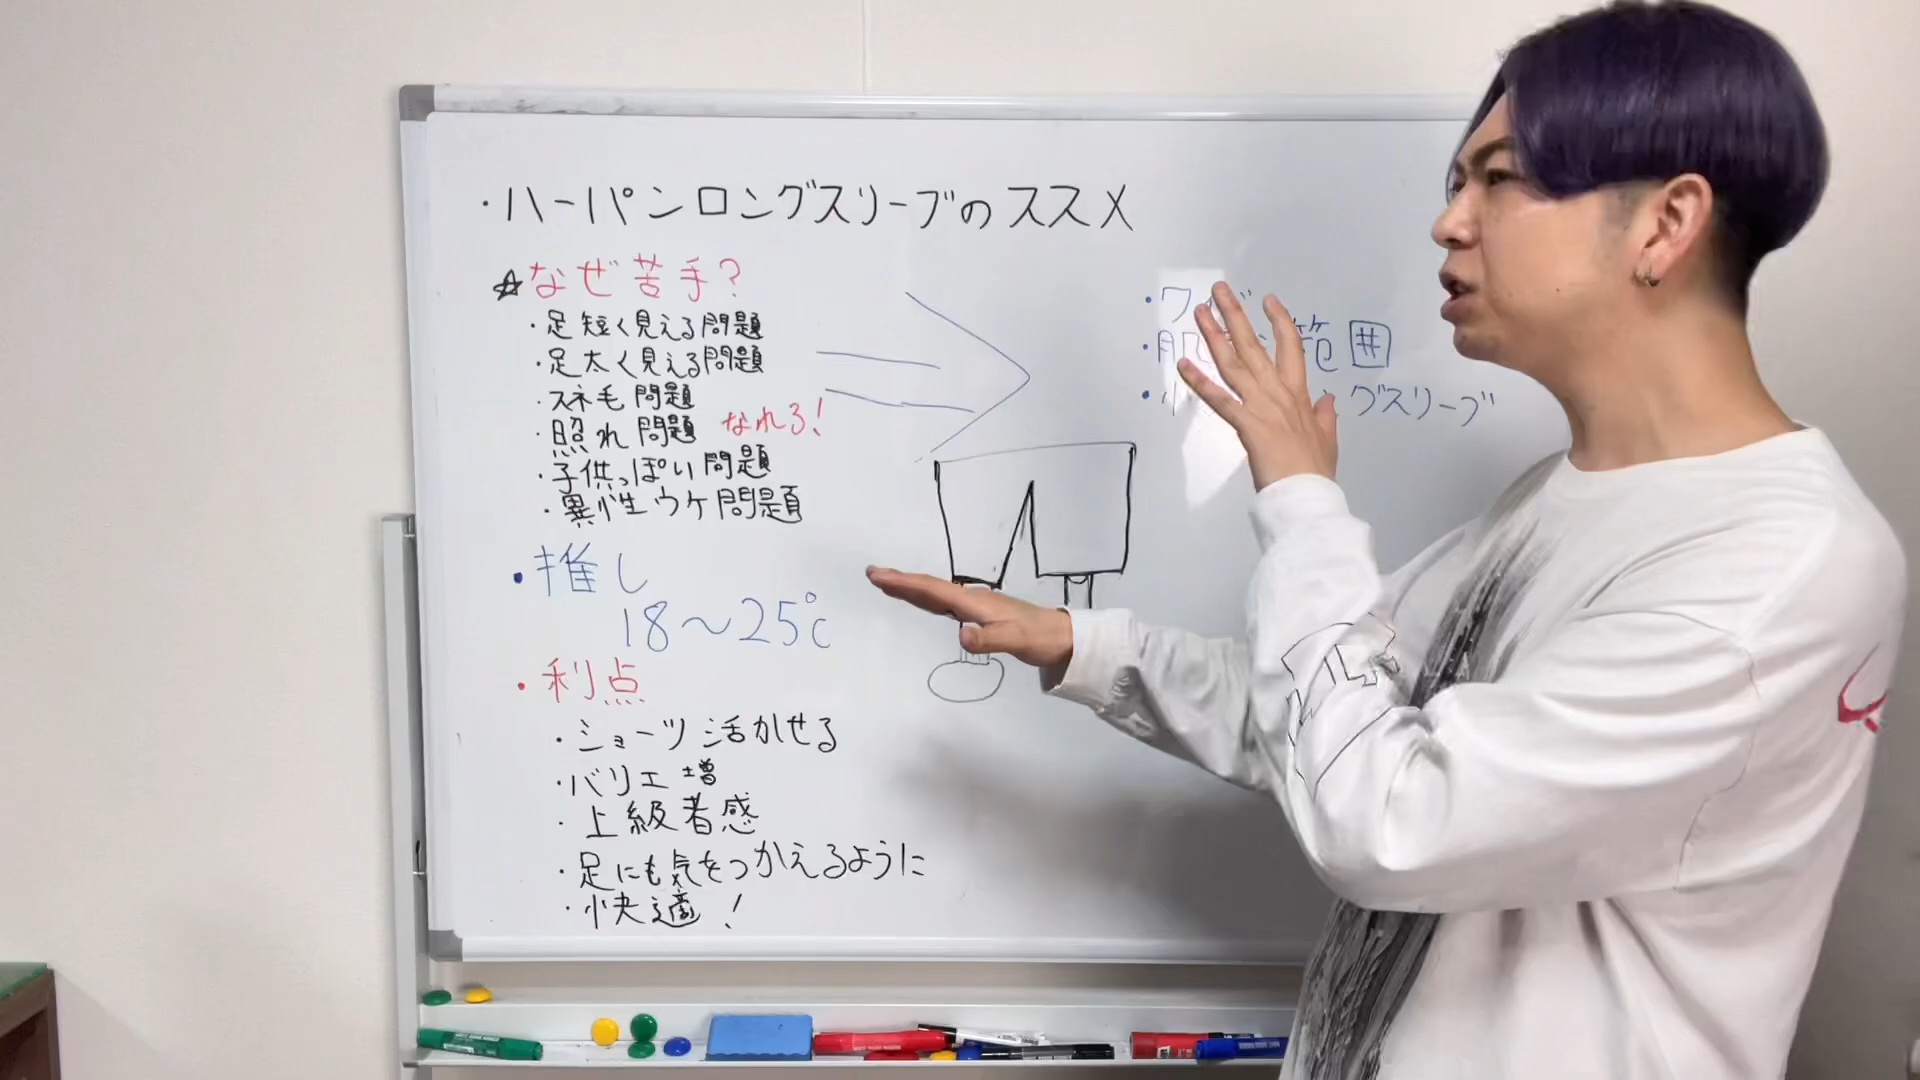 ・ハーパンロングスリーブのススメ
☆なぜ苦手?
・足短く見える問題
・足太く見える問題
・スネ毛問題
・照れ問題 なれろ!
・子供っぽい問題
・異性ウケ問題
・推し
18〜25℃
・利点
・ショーツ活かせる
・バリエ増
・上級者感
・足にも気をつかえるように
・快適!
・ワ
・肌 範囲
・ グスリーブ